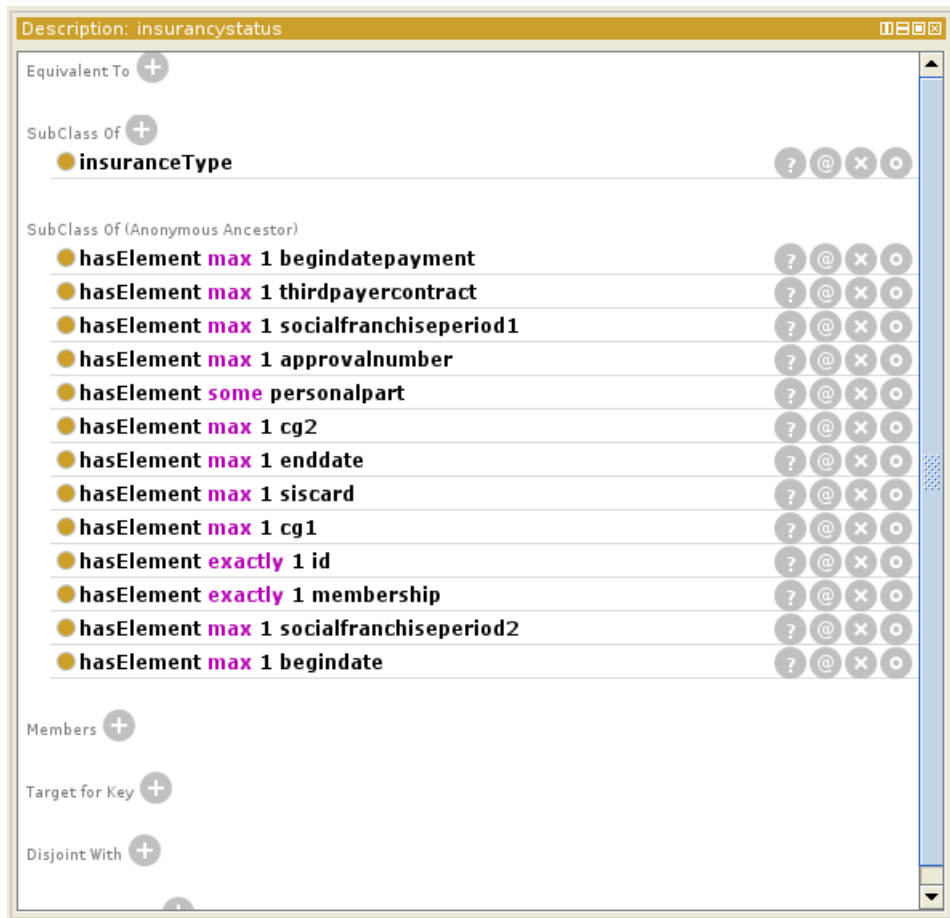 Description: insurancystatus
Equivalent To
SubClass Of
insuranceType
SubClass Of (Anonymous Ancestor)
hasElement max 1 begindatepayment
hasElement max 1 thirdpayercontract
hasElement max 1 socialfranchiseperiod1
hasElement max 1 approvalnumber
hasElement some personalpart
hasElement max 1 cg2
hasElement max 1 enddate
hasElement max 1 siscard
hasElement max 1 cg1
hasElement exactly 1 id
hasElement exactly 1 membership
hasElement max 1 socialfranchiseperiod2
hasElement max 1 begindate
Members
Target for Key
Disjoint With